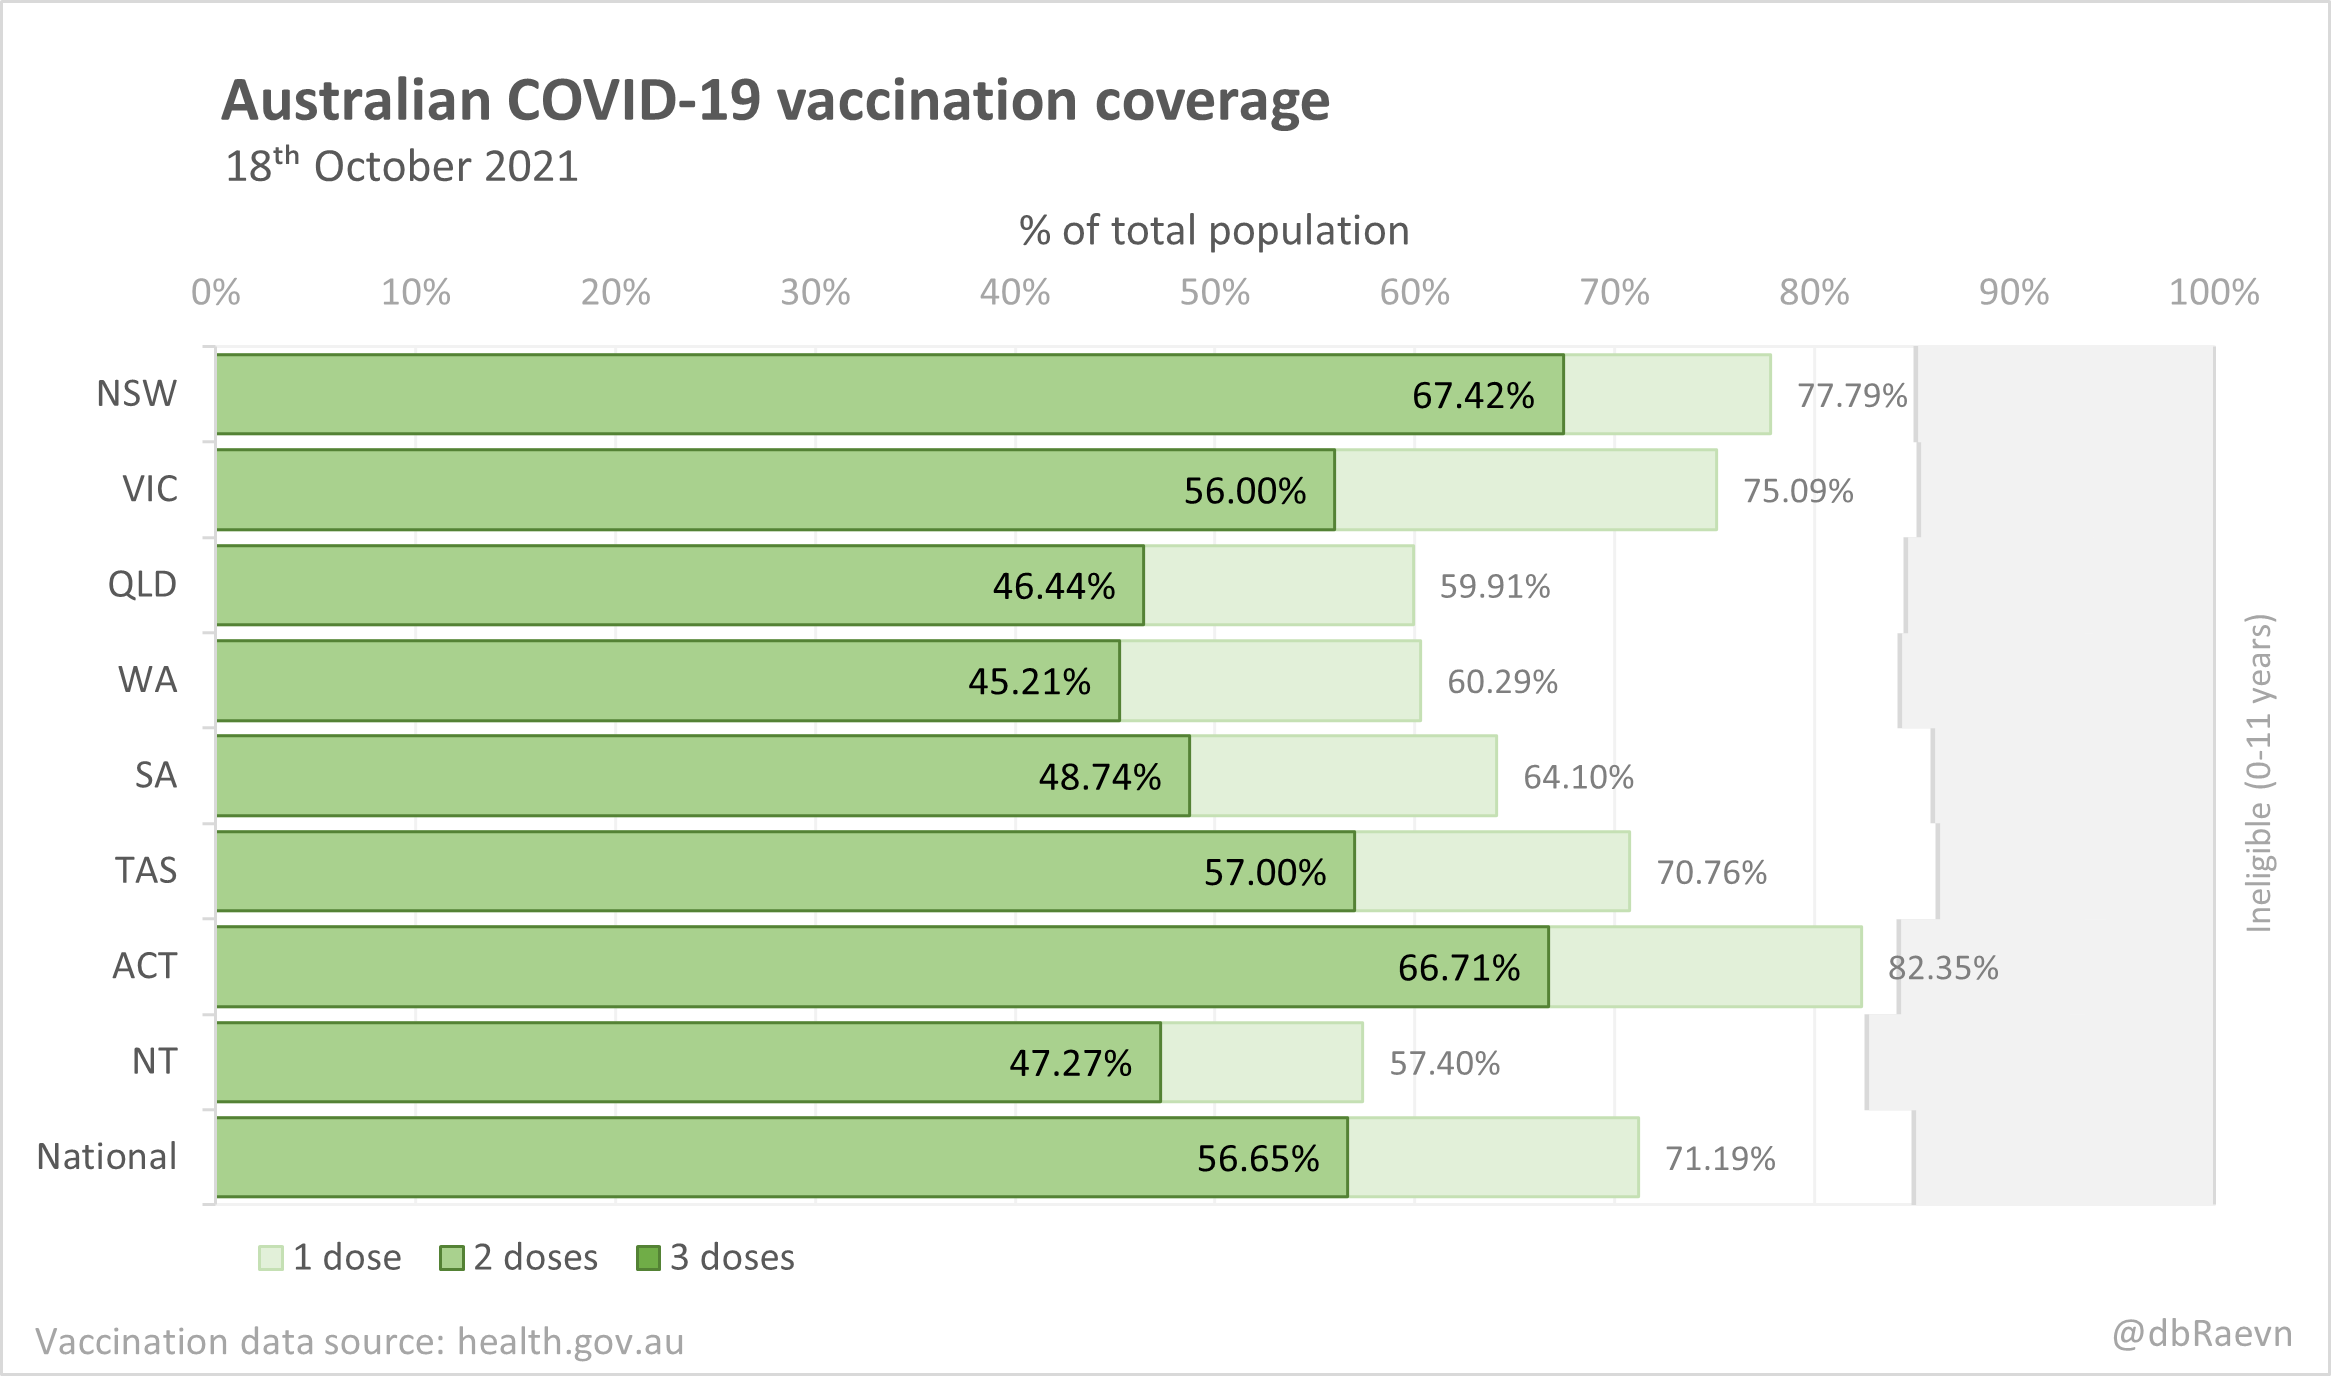 Australian COVID-19 vaccination coverage
18th October 2021
% of total population
0% 10% 20% 30% 40% 50% 60% 70% 80% 90% 100%
NSW 67.42% 77.79%
VIC 56.00% 75.09%
QLD 46.44% 59.91%
WA 45.21% 60.29%
SA 48.74% 64.10%
TAS 57.00% 70.76%
ACT 66.71% 82.35%
NT 47.27% 57.40%
National 56.65% 71.19%
Ineligible (0-11 years)
1 dose 2 doses 3 doses
Vaccination data source: health.gov.au
@dbRaevn